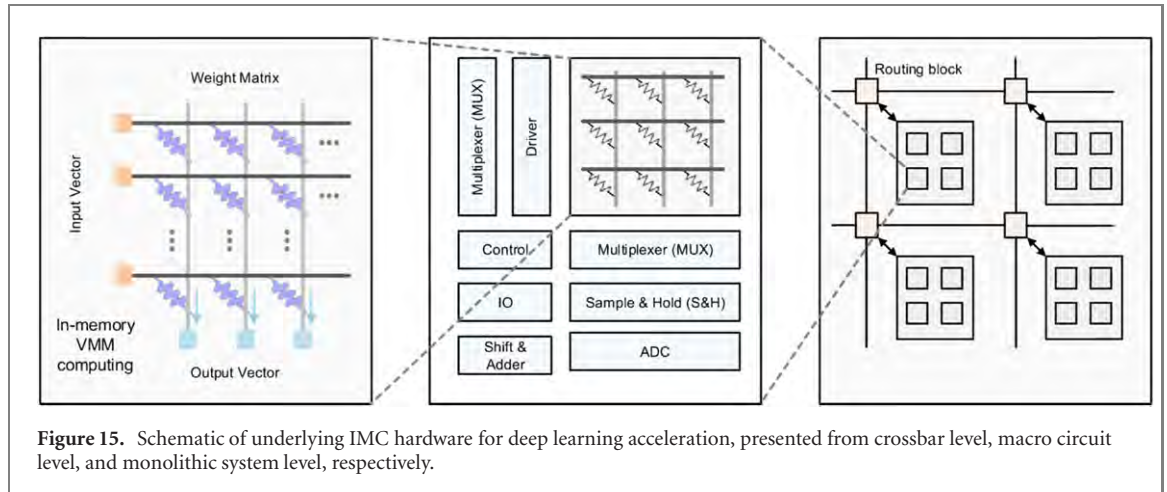 Weight Matrix
Input Vector
In-memory
VMM
computing
Output Vector
Multiplexer (MUX)
Driver
Control
Multiplexer (MUX)
IO
Sample & Hold (S&H)
Shift &
Adder
ADC
Routing block
Figure 15. Schematic of underlying IMC hardware for deep learning acceleration, presented from crossbar level, macro circuit
level, and monolithic system level, respectively.